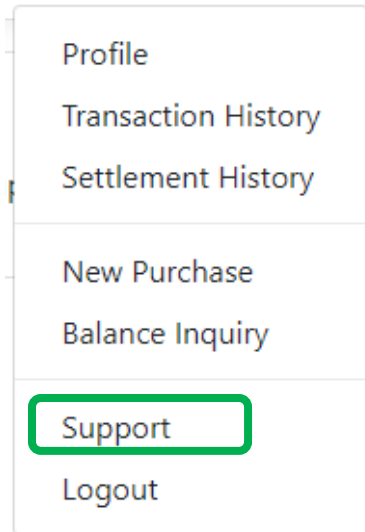 Profile
Transaction History
Settlement History
New Purchase
Balance Inquiry
Support
Logout